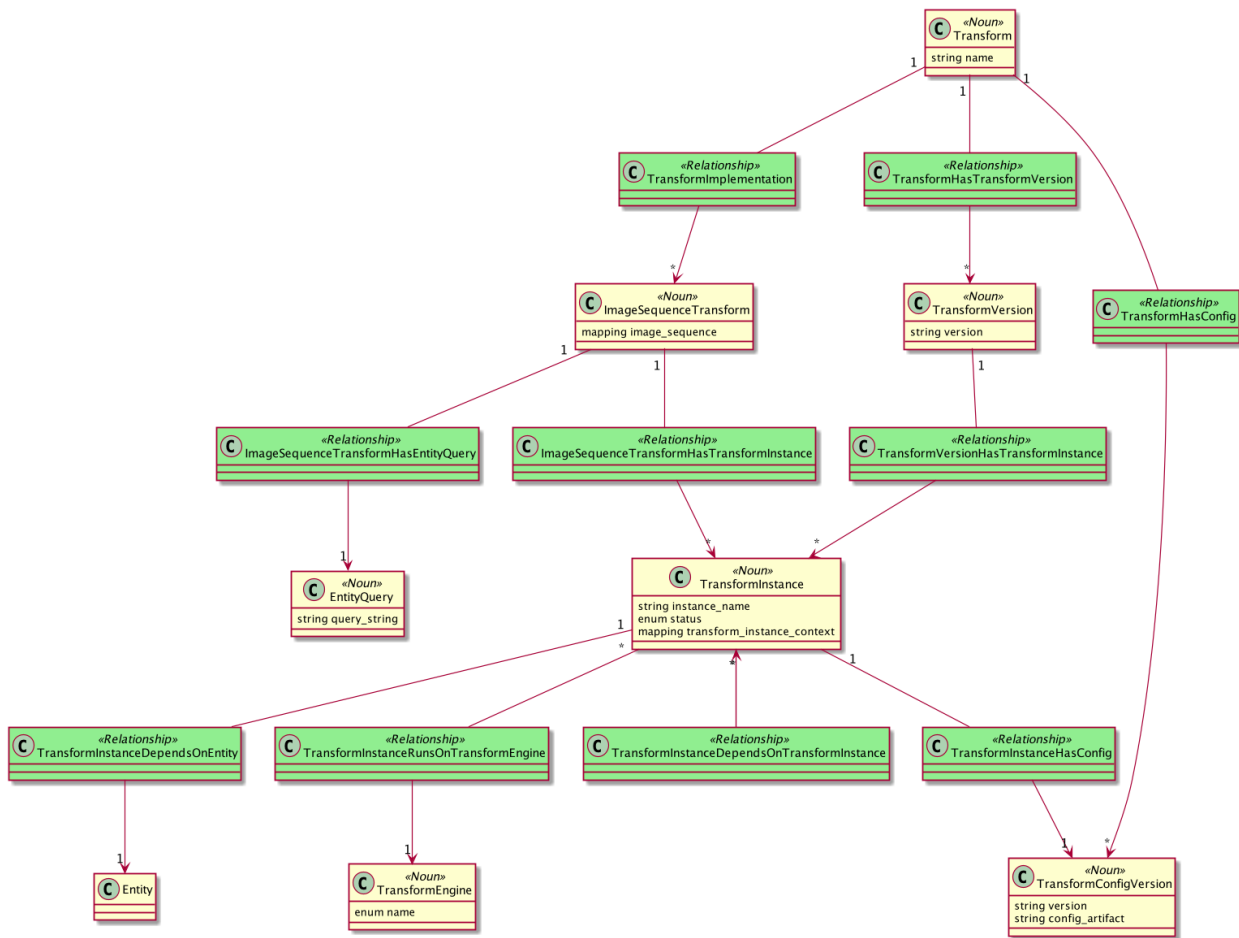 C «Noun»
Transform
string name
1
1
1
C «Relationship»
TransformImplementation
C «Relationship»
TransformHasTransformVersion
*
*
C «Noun»
ImageSequenceTransform
mapping image_sequence
C «Noun»
TransformVersion
string version
C «Relationship»
TransformHasConfig
1
1
1
C «Relationship»
ImageSequenceTransformHasEntityQuery
C «Relationship»
ImageSequenceTransformHasTransformInstance
C «Relationship»
TransformVersionHasTransformInstance
1
*
*
C «Noun»
EntityQuery
string query_string
C «Noun»
TransformInstance
string instance_name
enum status
mapping transform_instance_context
1
*
*
1
C «Relationship»
TransformInstanceDependsOnEntity
C «Relationship»
TransformInstanceRunsOnTransformEngine
C «Relationship»
TransformInstanceDependsOnTransformInstance
C «Relationship»
TransformInstanceHasConfig
1
1
1
*
C Entity
C «Noun»
TransformEngine
enum name
C «Noun»
TransformConfigVersion
string version
string config_artifact